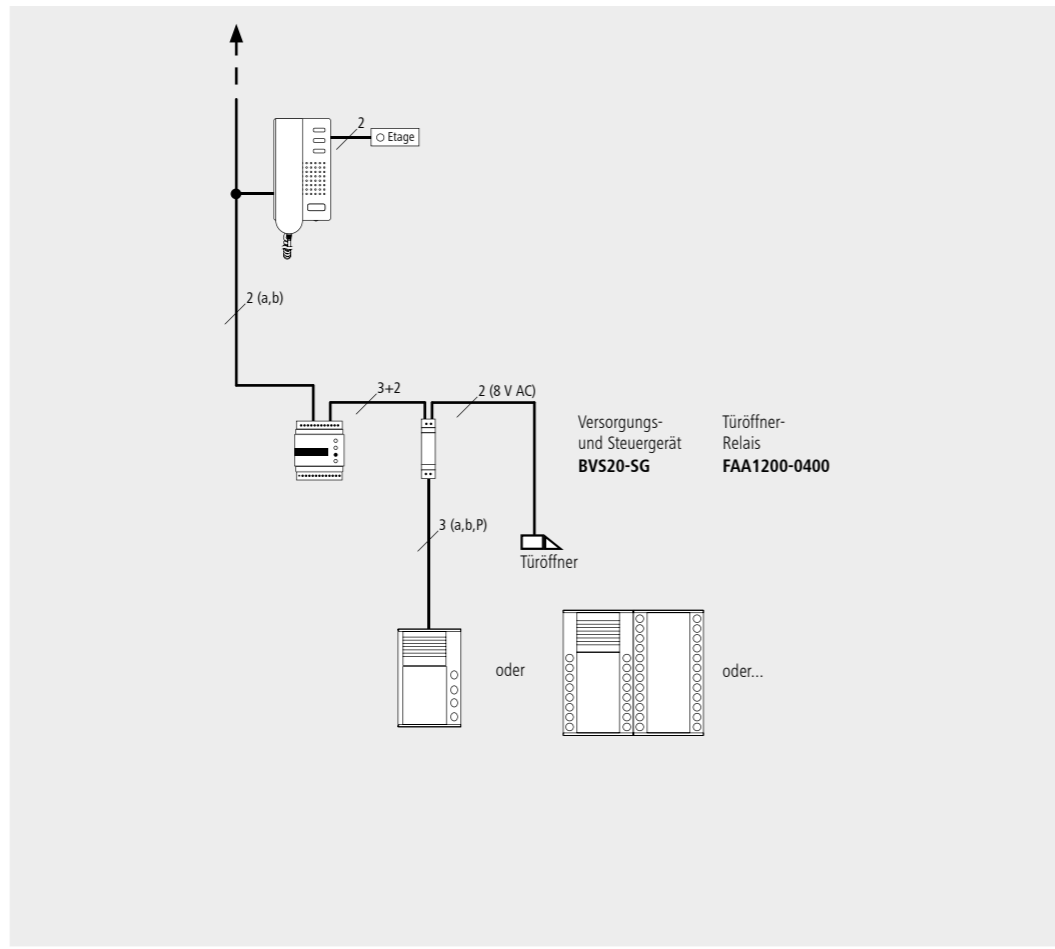 2
Etage
2 (a,b)
3+2
2 (8 V AC)
Versorgungs-
und Steuergerät
BVS20-SG
Türöffner-
Relais
FAA1200-0400
3 (a,b,P)
Türöffner
oder
oder...